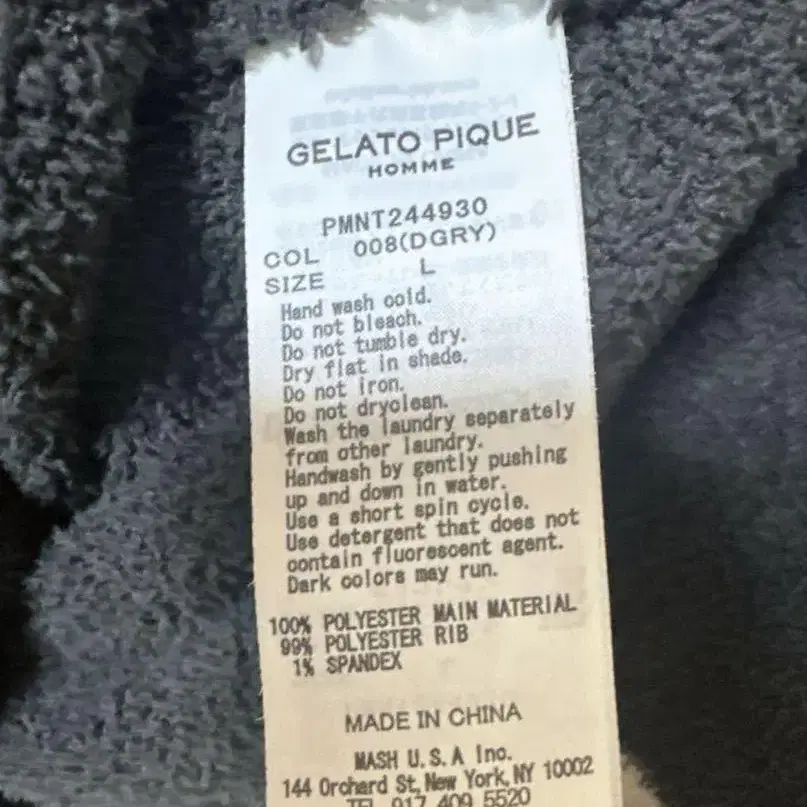 GELATO PIQUE
HOMME
PMNT244930
COL 008(DGRY)
SIZE L
Hand wash cold.
Do not bleach.
Do not tumble dry.
Dry flat in shade.
Do not iron.
Do not dryclean.
Wash the laundry separately
from other laundry.
Handwash by gently pushing
up and down in water.
Use a short spin cycle.
Use detergent that does not
contain fluorescent agent.
Dark colors may run.
100% POLYESTER MAIN MATERIAL
99% POLYESTER RIB
1% SPANDEX
MADE IN CHINA
MASH U.S.A Inc.
144 Orchard St, New York, NY 10002
TEL 917 409 5520